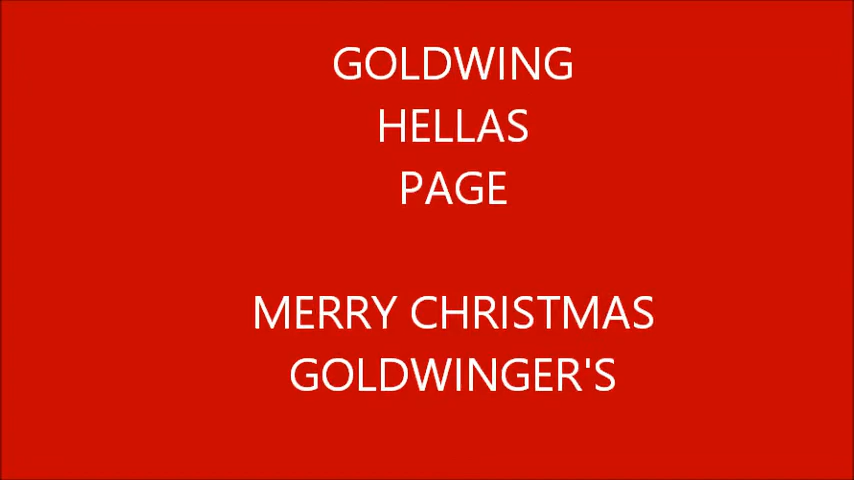 GOLDWING
HELLAS
PAGE
MERRY CHRISTMAS
GOLDWINGER'S